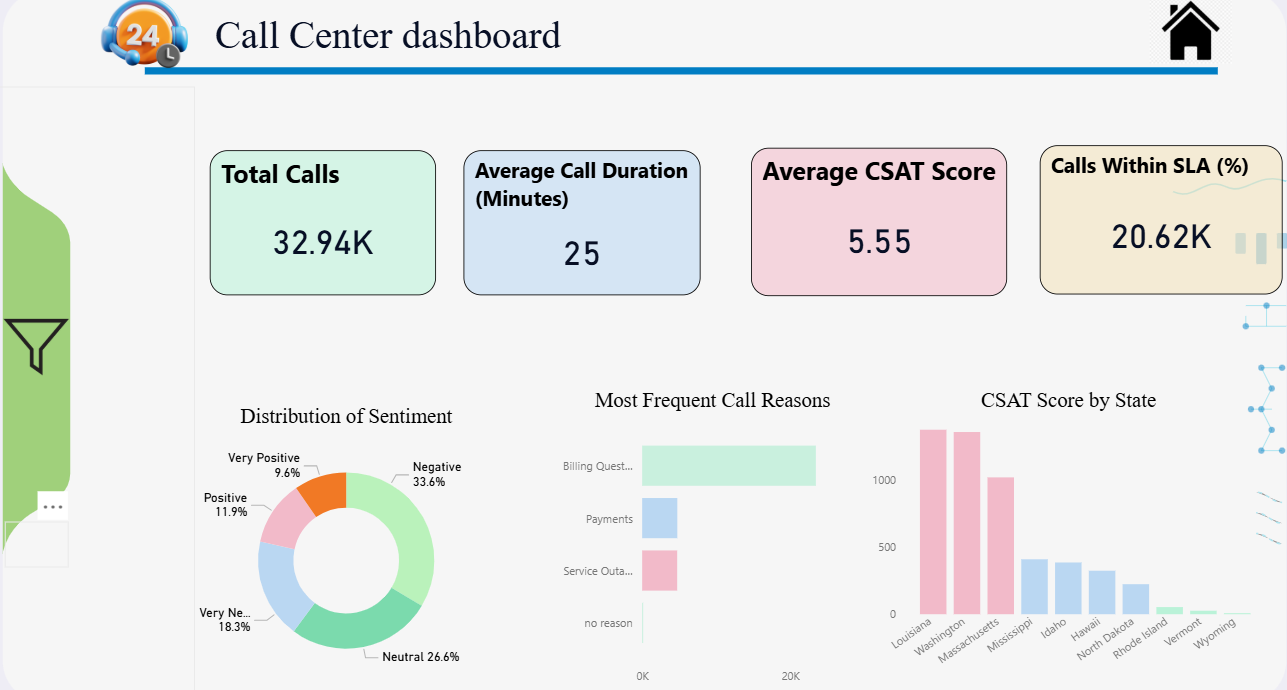 24
Call Center dashboard
Total Calls
32.94K
Average Call Duration
(Minutes)
25
Average CSAT Score
5.55
Calls Within SLA (%)
20.62K
Distribution of Sentiment
Very Positive
9.6%
Negative
33.6%
Positive
11.9%
Very Ne...
18.3%
Neutral 26.6%
Most Frequent Call Reasons
Billing Quest...
Payments
Service Outa...
no reason
0K
20K
CSAT Score by State
1000
500
0
Louisiana
Washington
Massachusetts
Mississippi
Idaho
Hawaii
North Dakota
Rhode Island
Vermont
Wyoming